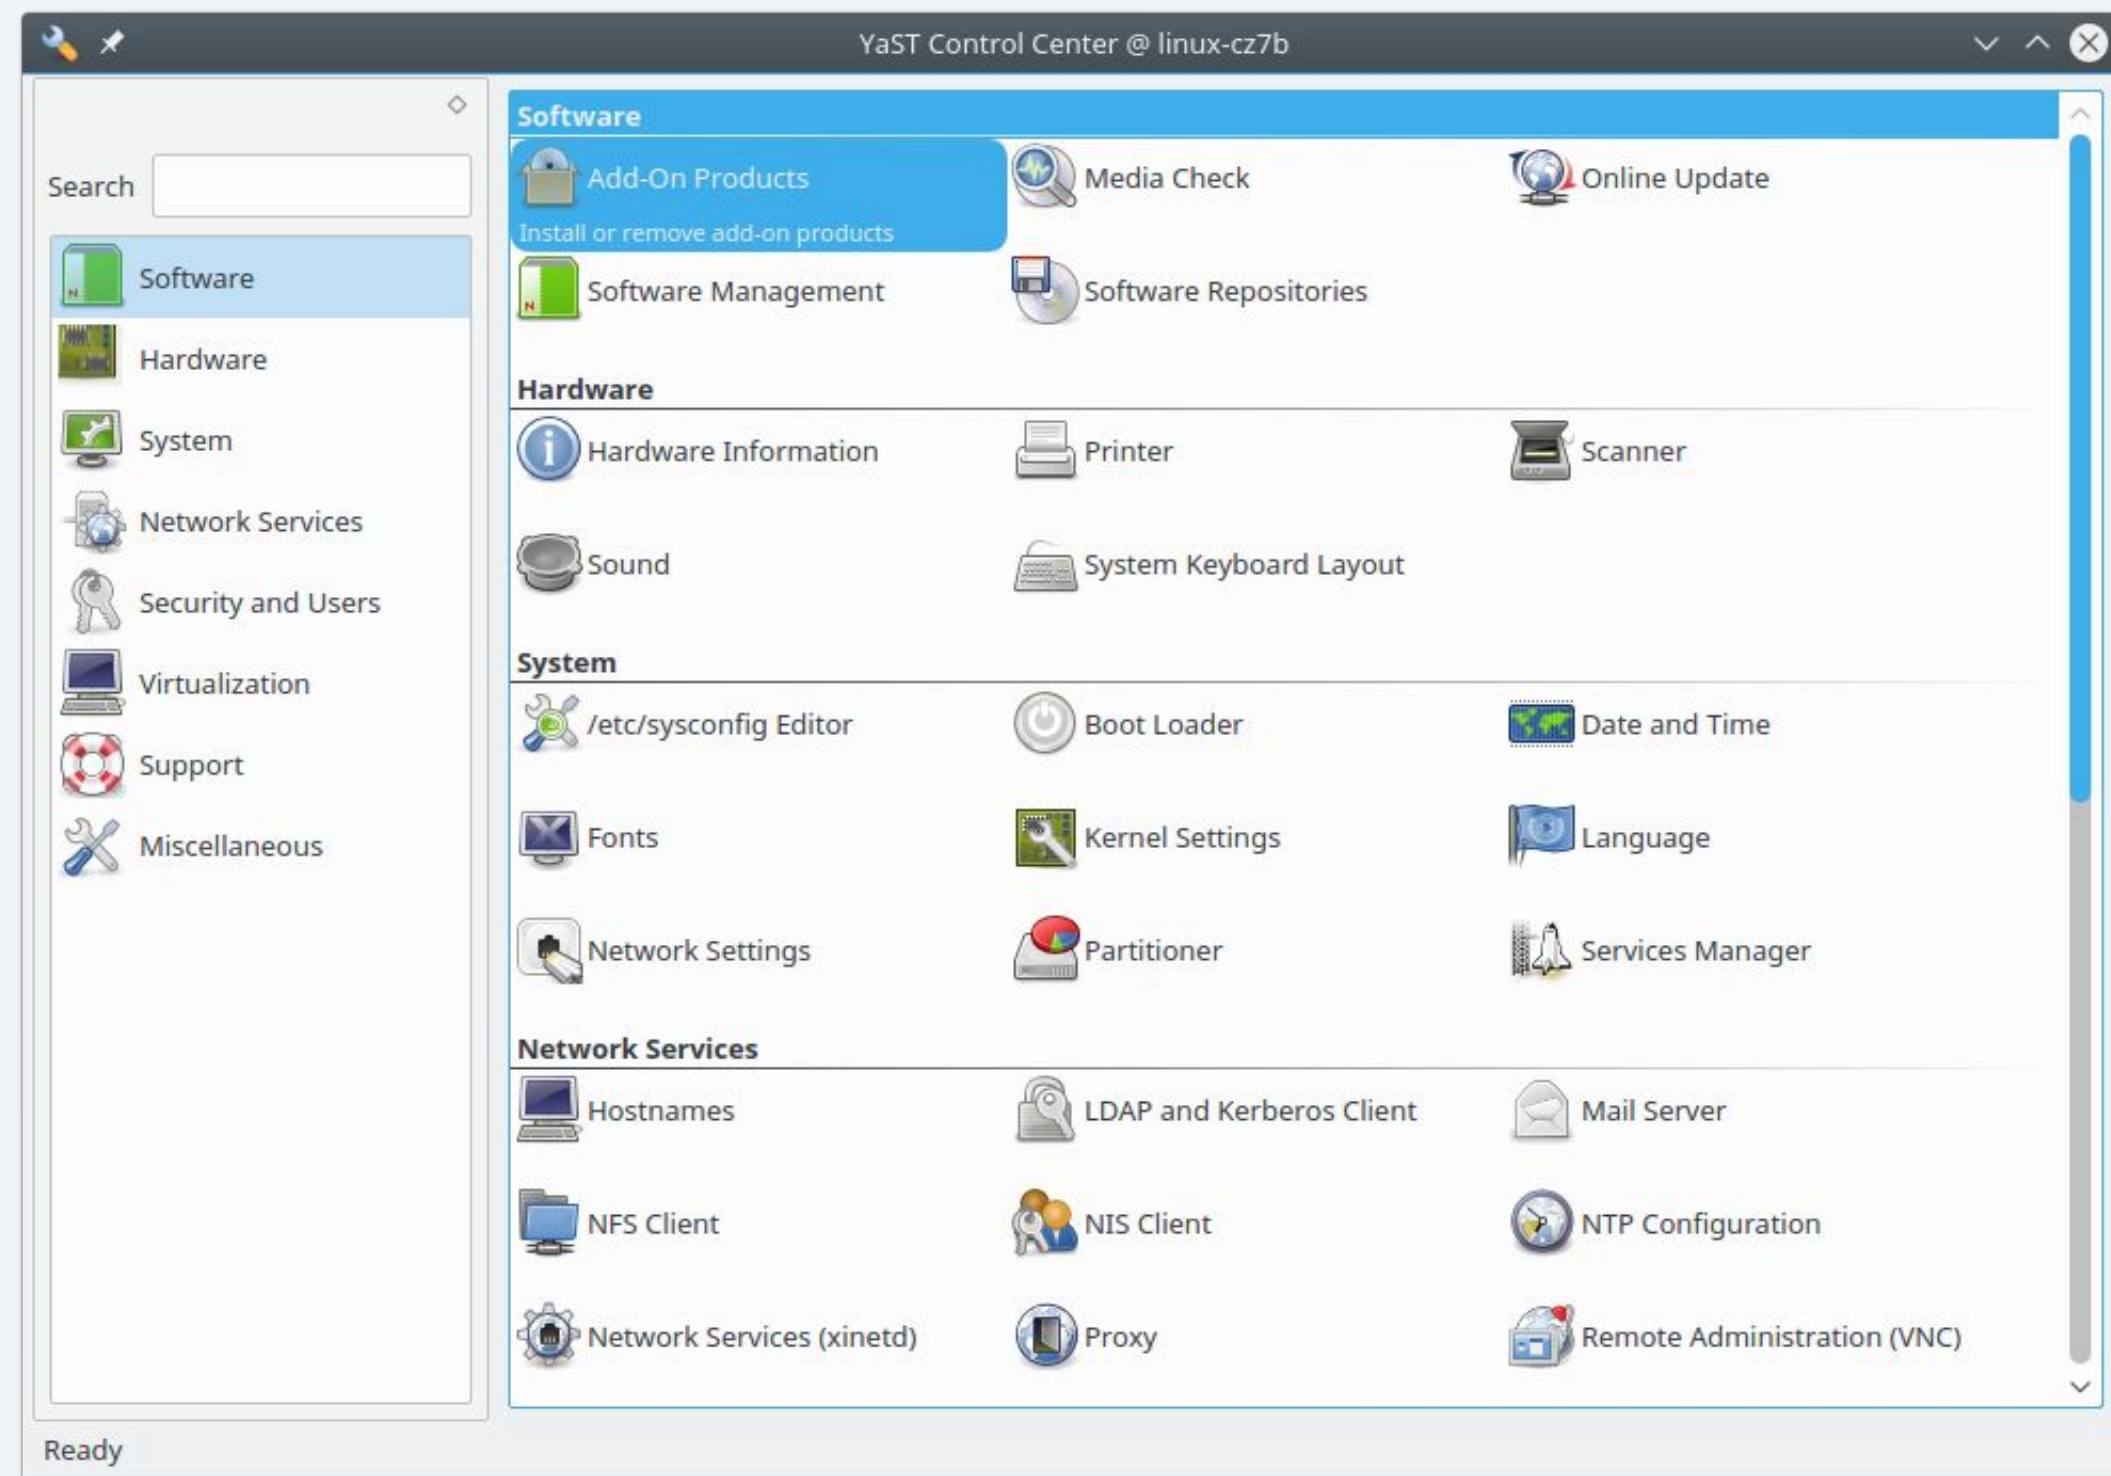 YaST Control Center @ linux-cz7b
Search
Software
Hardware
System
Network Services
Security and Users
Virtualization
Support
Miscellaneous
Software
Add-On Products
Install or remove add-on products
Media Check
Online Update
Software Management
Software Repositories
Hardware
Hardware Information
Printer
Scanner
Sound
System Keyboard Layout
System
/etc/sysconfig Editor
Boot Loader
Date and Time
Fonts
Kernel Settings
Language
Network Settings
Partitioner
Services Manager
Network Services
Hostnames
LDAP and Kerberos Client
Mail Server
NFS Client
NIS Client
NTP Configuration
Network Services (xinetd)
Proxy
Remote Administration (VNC)
Ready